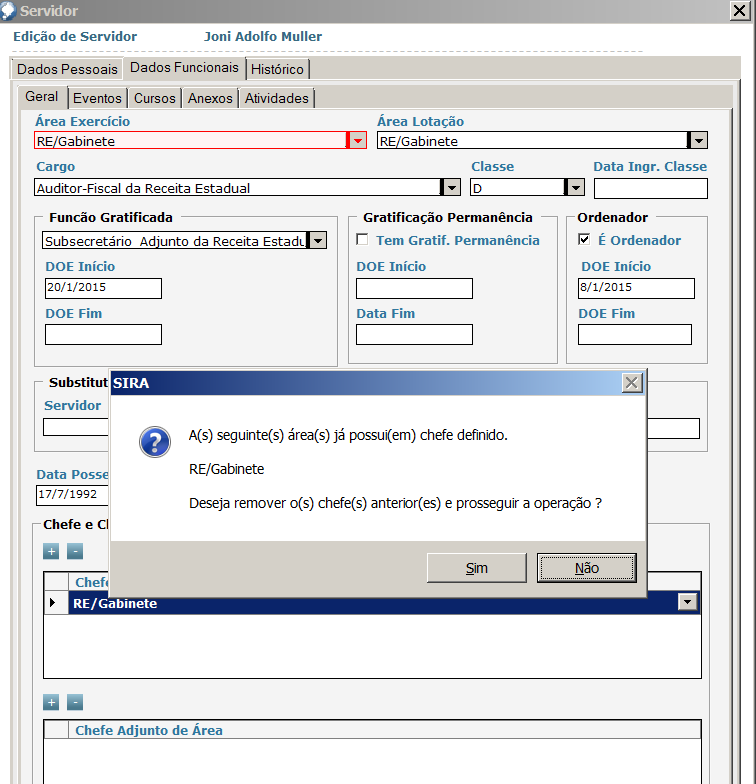 Servidor
Edição de Servidor Joni Adolfo Muller
Dados Pessoais Dados Funcionais Histórico
Geral Eventos Cursos Anexos Atividades
Área Exercício Área Lotação
RE/Gabinete RE/Gabinete
Cargo Classe Data Ingr. Classe
Auditor-Fiscal da Receita Estadual D
Funcão Gratificada Gratificação Permanência Ordenador
Subsecretário Adjunto da Receita Estadu Tem Gratif. Permanência É Ordenador
DOE Início DOE Início DOE Início
20/1/2015 8/1/2015
DOE Fim Data Fim DOE Fim
Substitut
SIRA
Servidor
A(s) seguinte(s) área(s) já possui(em) chefe definido.
RE/Gabinete
Data Posse
17/7/1992
Deseja remover o(s) chefe(s) anterior(es) e prosseguir a operação ?
Chefe e Ch
+ -
Sim Não
Chefe
RE/Gabinete
+ -
Chefe Adjunto de Área